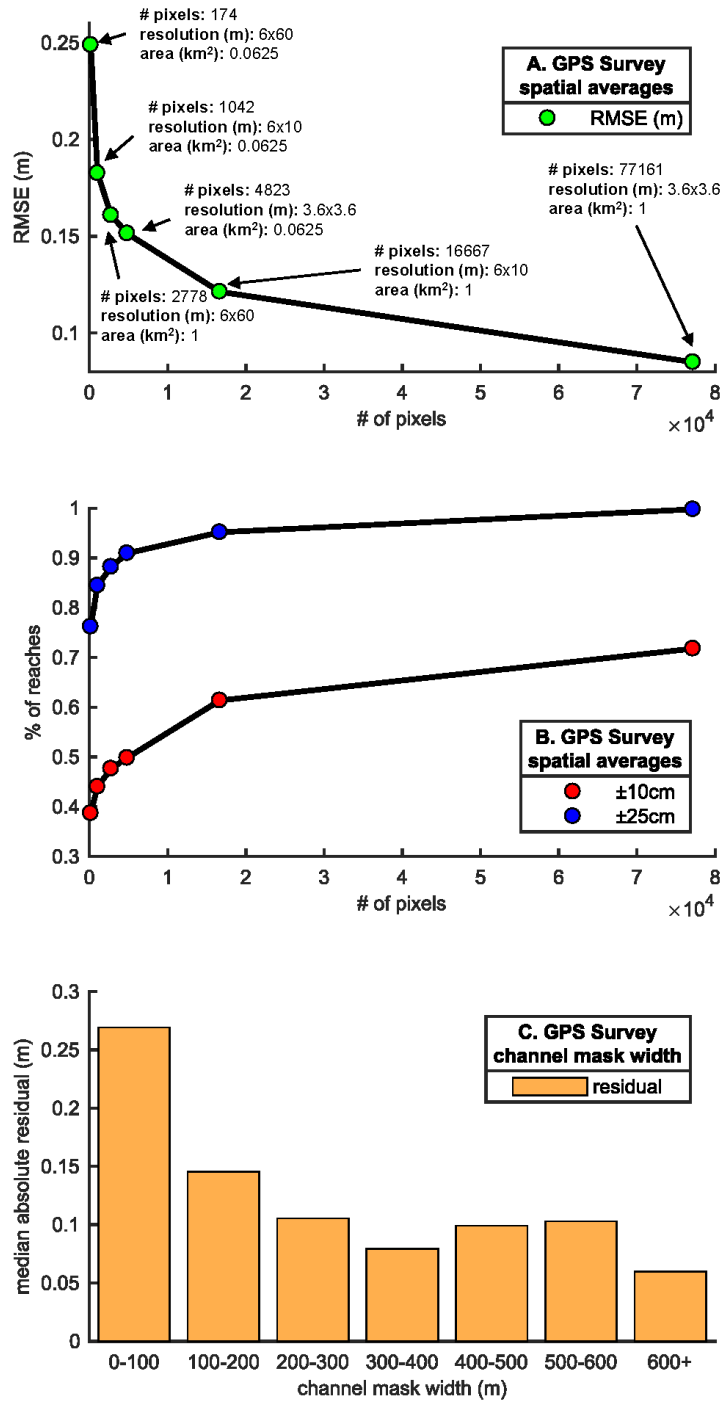 # pixels: 174
resolution (m): 6x60
area (km²): 0.0625
# pixels: 1042
resolution (m): 6x10
area (km²): 0.0625
# pixels: 4823
resolution (m): 3.6x3.6
area (km²): 0.0625
# pixels: 2778
resolution (m): 6x60
area (km²): 1
# pixels: 16667
resolution (m): 6x10
area (km²): 1
# pixels: 77161
resolution (m): 3.6x3.6
area (km²): 1
A. GPS Survey
spatial averages
RMSE (m)
RMSE (m)
0.25
0.2
0.15
0.1
0 1 2 3 4 5 6 7 8
# of pixels
×10⁴
% of reaches
1
0.9
0.8
0.7
0.6
0.5
0.4
0.3
B. GPS Survey
spatial averages
±10cm
±25cm
0 1 2 3 4 5 6 7 8
# of pixels
×10⁴
median absolute residual (m)
0.3
0.25
0.2
0.15
0.1
0.05
0
C. GPS Survey
channel mask width
residual
0-100 100-200 200-300 300-400 400-500 500-600 600+
channel mask width (m)